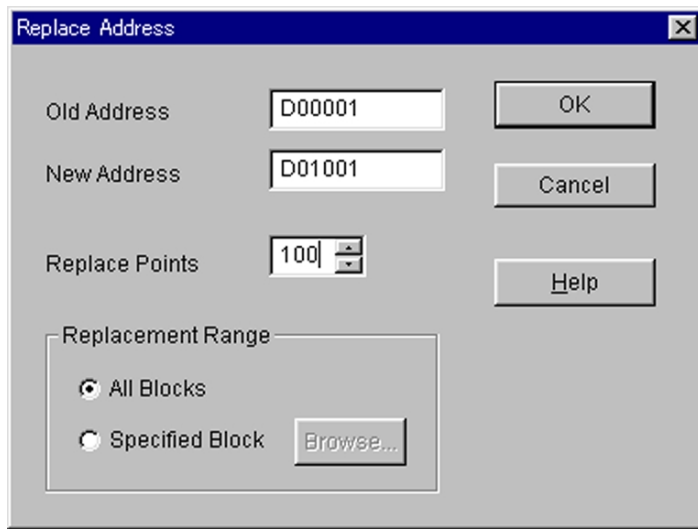 Replace Address
Old Address D00001 OK
New Address D01001 Cancel
Replace Points 100 Help
Replacement Range
All Blocks
Specified Block Browse...